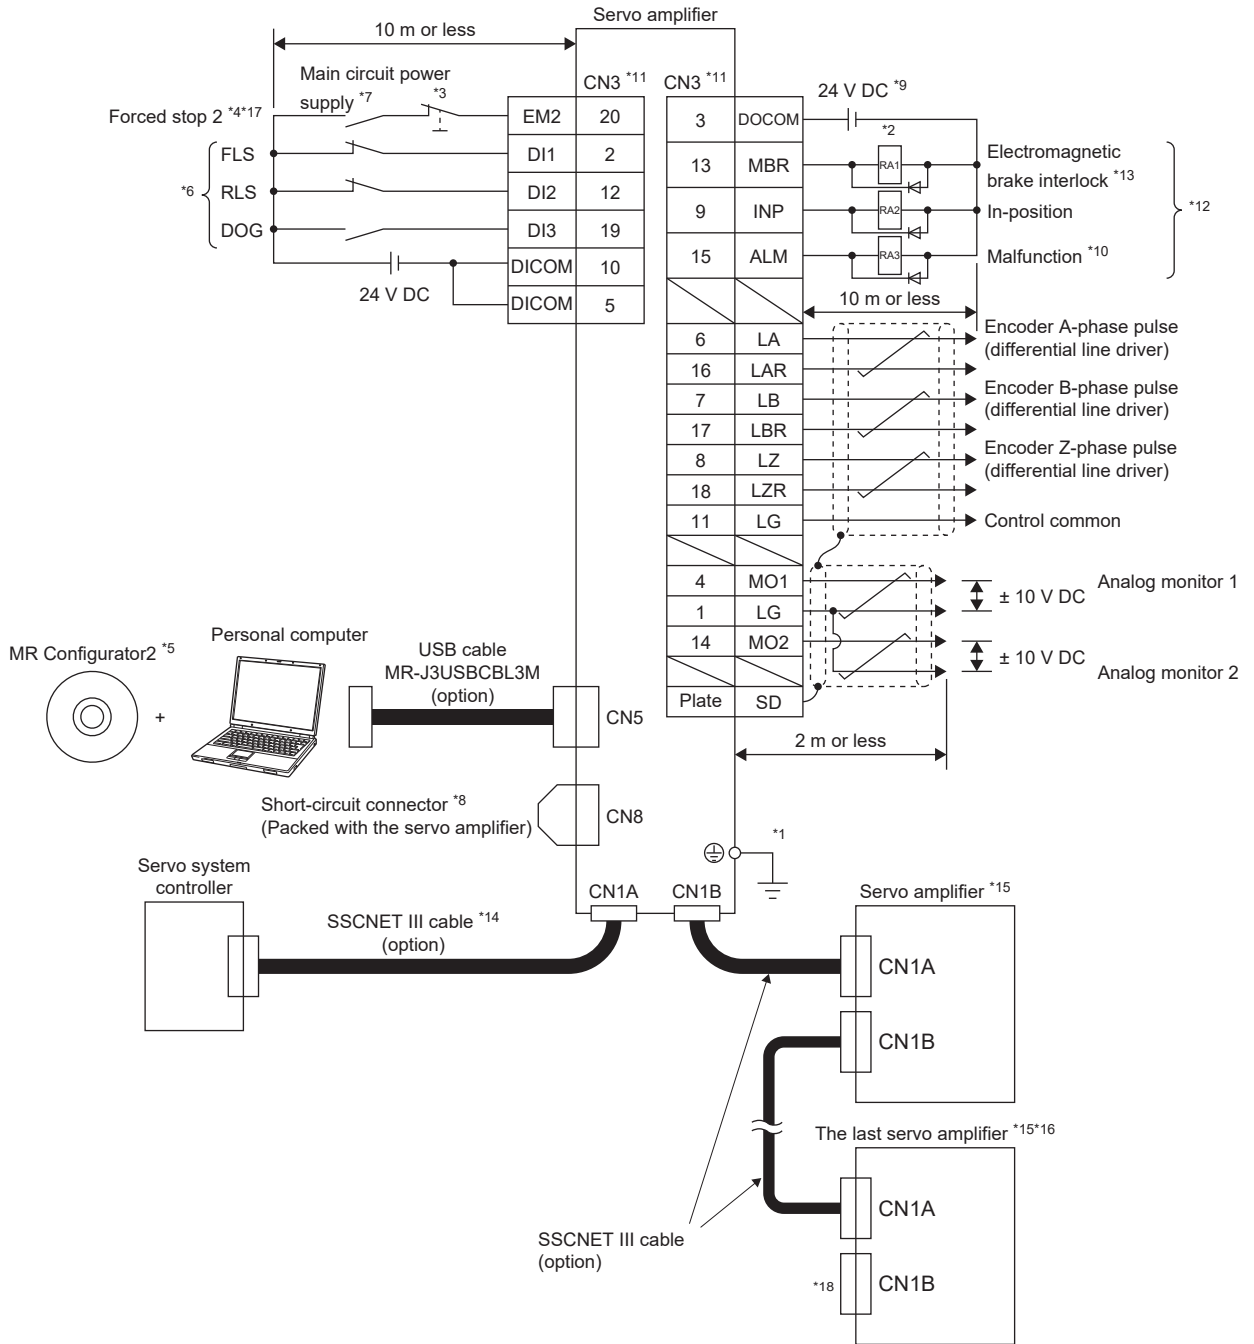 Servo amplifier
10 m or less
Main circuit power
supply *7
*3
CN3 *11
CN3 *11
24 V DC *9
Forced stop 2 *4*17
EM2 20
3 DOCOM
*2
FLS
DI1 2
13 MBR
RA1
Electromagnetic
brake interlock *13
*6
RLS
DI2 12
9 INP
RA2
In-position
*12
DOG
DI3 19
15 ALM
RA3
Malfunction *10
DICOM 10
24 V DC
DICOM 5
10 m or less
6 LA
Encoder A-phase pulse
(differential line driver)
16 LAR
7 LB
Encoder B-phase pulse
(differential line driver)
17 LBR
8 LZ
Encoder Z-phase pulse
(differential line driver)
18 LZR
11 LG
Control common
4 MO1
Analog monitor 1
± 10 V DC
1 LG
14 MO2
± 10 V DC
Analog monitor 2
Plate SD
2 m or less
MR Configurator2 *5
+
Personal computer
USB cable
MR-J3USBCBL3M
(option)
CN5
Short-circuit connector *8
(Packed with the servo amplifier)
CN8
*1
Servo system
controller
CN1A
CN1B
SSCNET III cable *14
(option)
Servo amplifier *15
CN1A
CN1B
The last servo amplifier *15*16
CN1A
SSCNET III cable
(option)
*18
CN1B